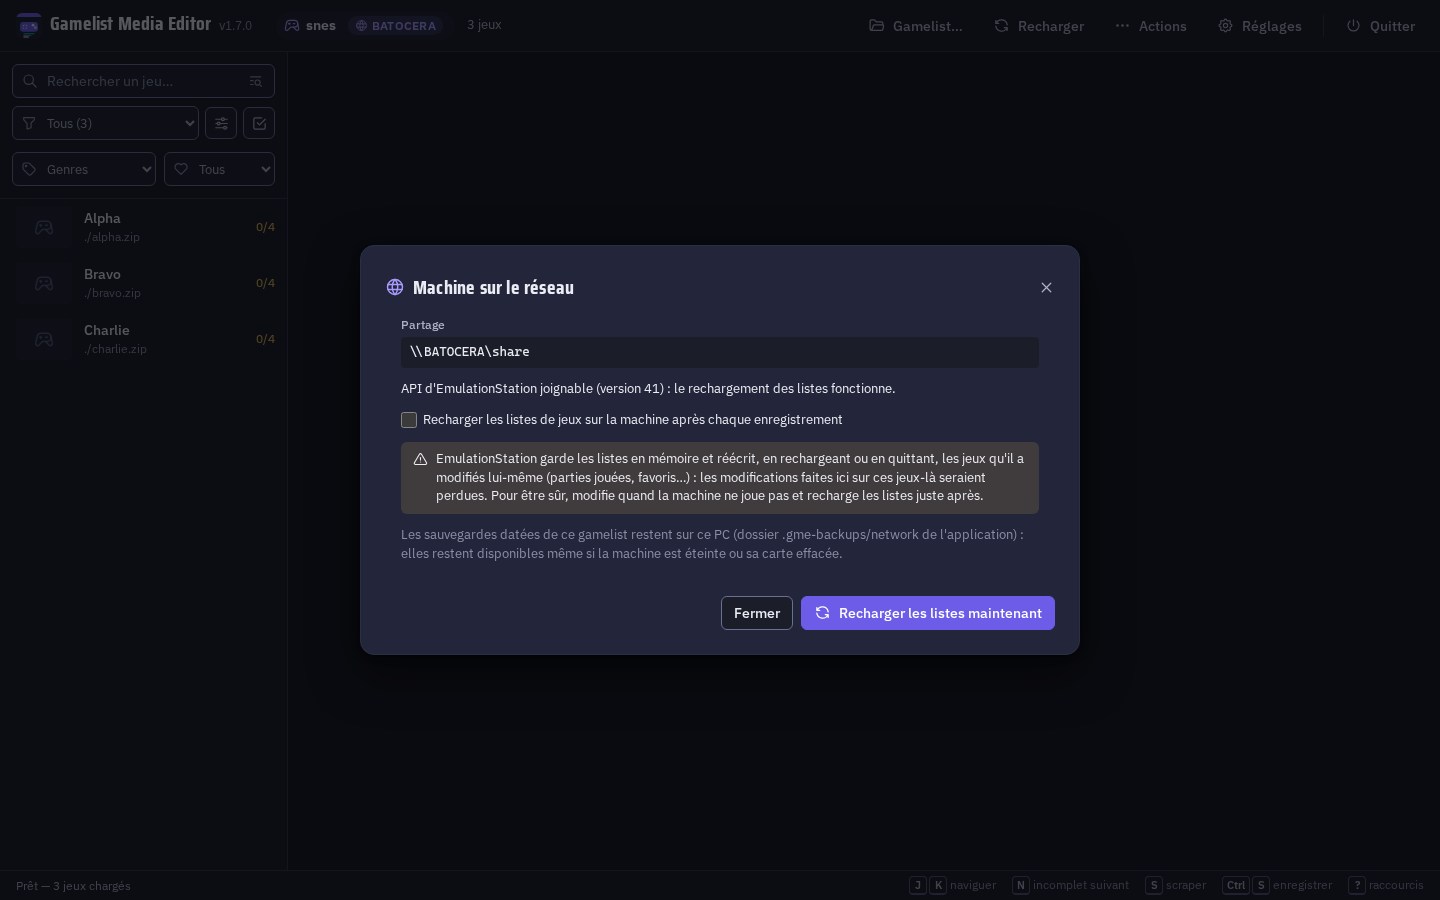 Gamelist Media Editor v1.7.0 snes BATOCERA 3 jeux Gamelist... Recharger Actions Réglages Quitter
Rechercher un jeu...
Tous (3)
Genres Tous
Alpha
./alpha.zip
0/4
Bravo
./bravo.zip
0/4
Charlie
./charlie.zip
0/4
Machine sur le réseau
Partage
\\BATOCERA\share
API d'EmulationStation joignable (version 41) : le rechargement des listes fonctionne.
Recharger les listes de jeux sur la machine après chaque enregistrement
EmulationStation garde les listes en mémoire et réécrit, en rechargeant ou en quittant, les jeux qu'il a
modifiés lui-même (parties jouées, favoris...) : les modifications faites ici sur ces jeux-là seraient
perdues. Pour être sûr, modifie quand la machine ne joue pas et recharge les listes juste après.
Les sauvegardes datées de ce gamelist restent sur ce PC (dossier .gme-backups/network de l'application) :
elles restent disponibles même si la machine est éteinte ou sa carte effacée.
Fermer Recharger les listes maintenant
Prêt — 3 jeux chargés J K naviguer N incomplet suivant S scraper Ctrl S enregistrer ? raccourcis